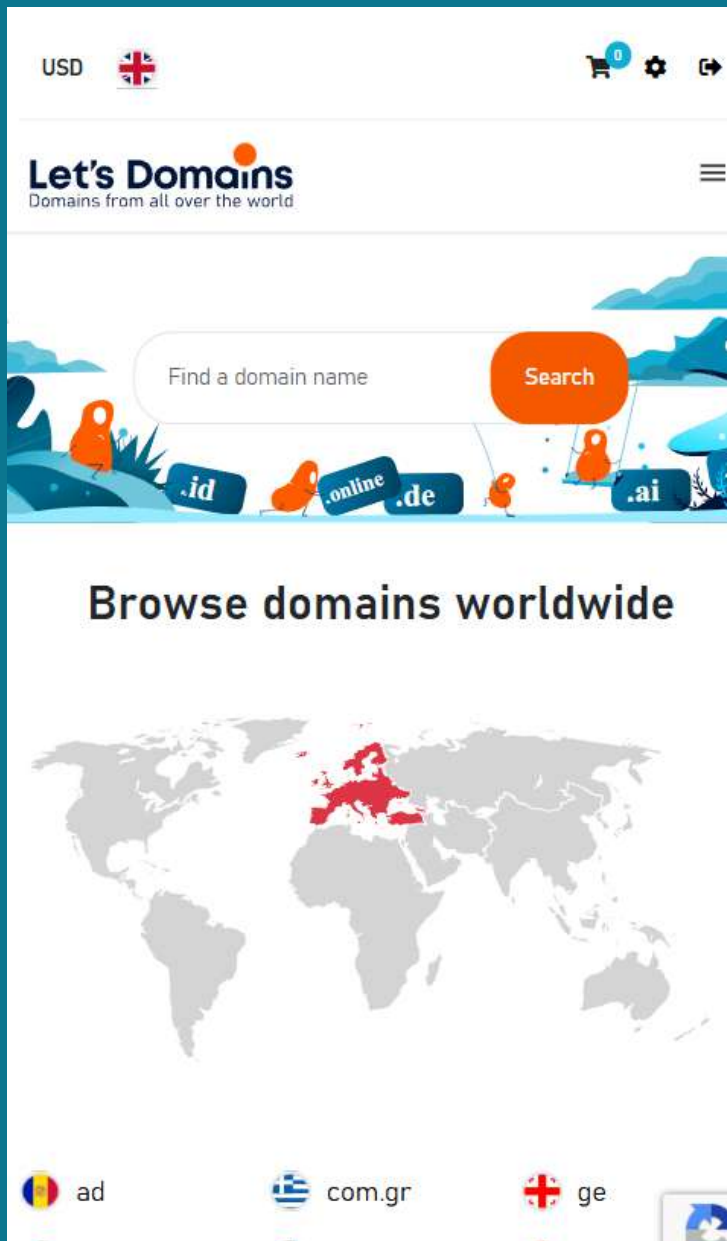 USD
0
Let's Domains
Domains from all over the world
Find a domain name
Search
.id
.online
.de
.ai
Browse domains worldwide
ad
com.gr
ge